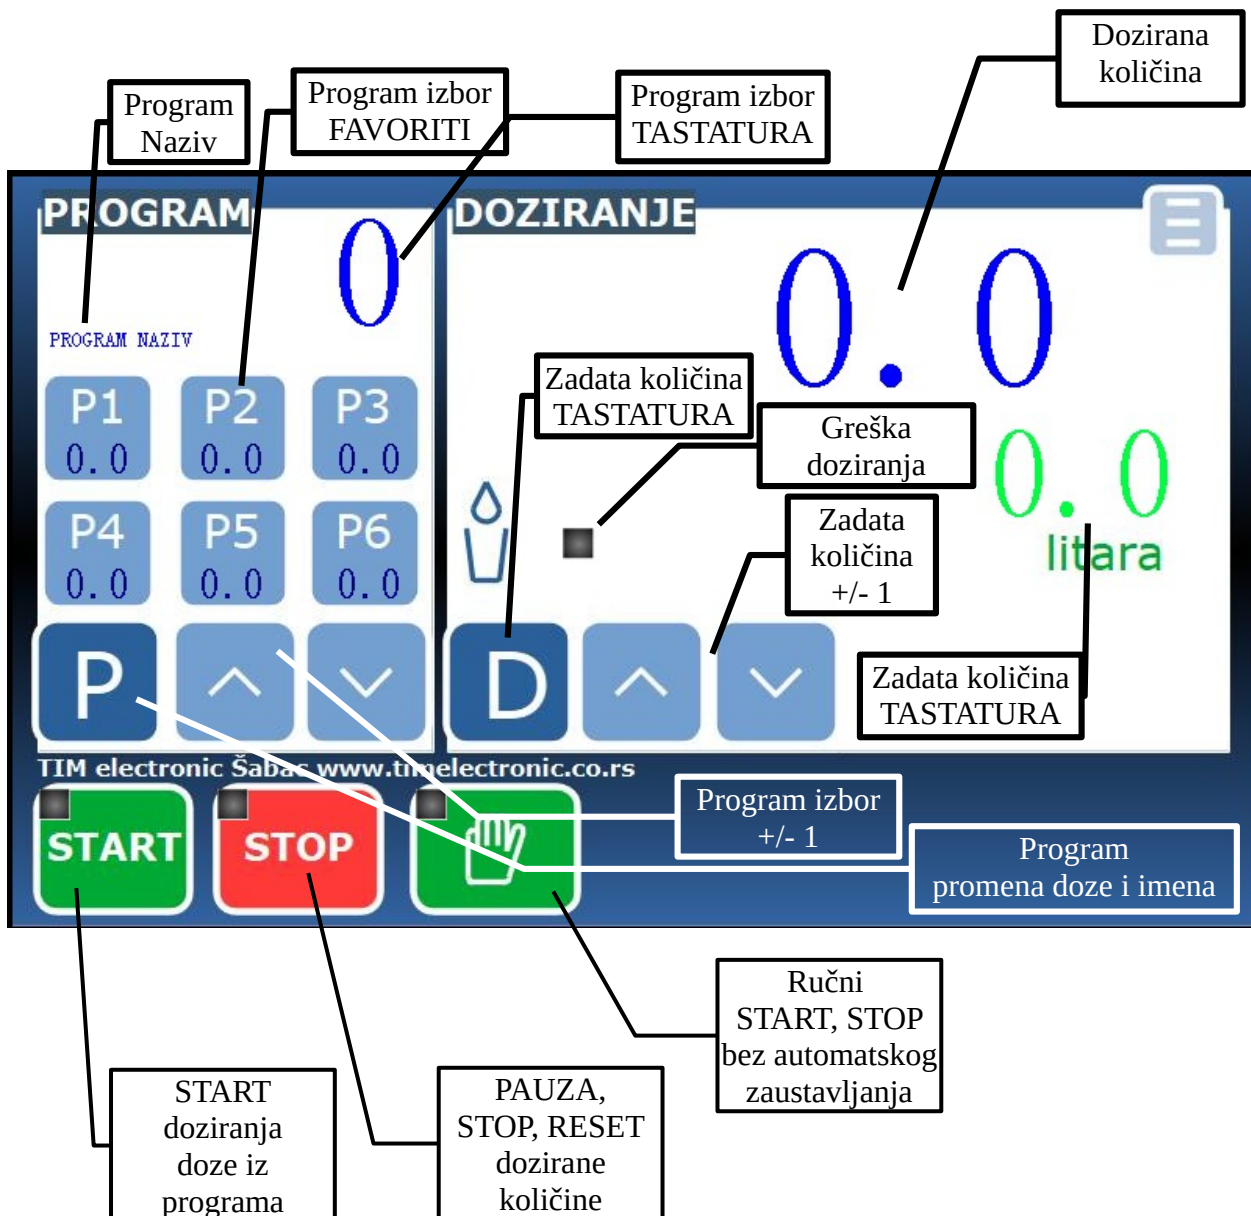 Dozirana
količina
Program
Naziv
Program izbor
FAVORITI
Program izbor
TASTATURA
PROGRAM
0
PROGRAM NAZIV
P1
0.0
P2
0.0
P3
0.0
P4
0.0
P5
0.0
P6
0.0
P
DOZIRANJE
0.0
Zadata količina
TASTATURA
Greška
doziranja
0.0
litara
Zadata
količina
+/- 1
D
Zadata količina
TASTATURA
TIM electronic Šabac www.timelectronic.co.rs
START
STOP
Program izbor
+/- 1
Program
promena doze i imena
Ručni
START, STOP
bez automatskog
zaustavljanja
START
doziranja
doze iz
programa
PAUZA,
STOP, RESET
dozirane
količine